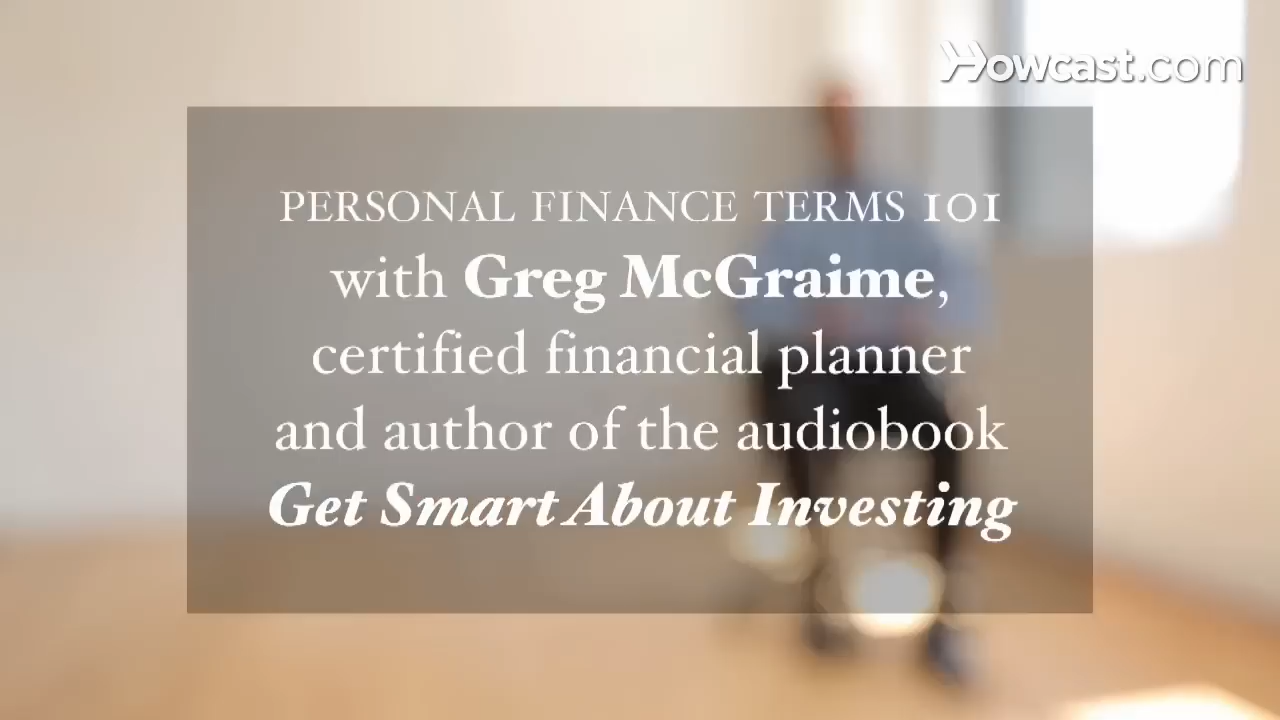 Howcast.com
PERSONAL FINANCE TERMS 101
with Greg McGraime,
certified financial planner
and author of the audiobook
Get Smart About Investing